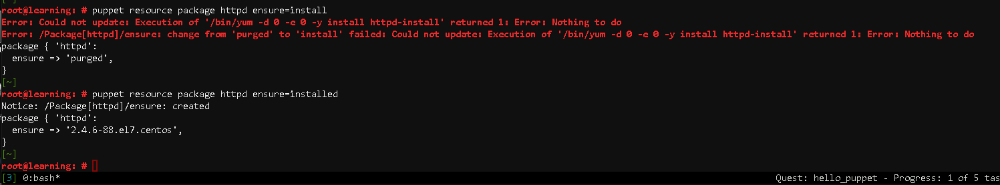 [~]
root@learning: # puppet resource package httpd ensure=install
Error: Could not update: Execution of '/bin/yum -d 0 -e 0 -y install httpd-install' returned 1: Error: Nothing to do
Error: /Package[httpd]/ensure: change from 'purged' to 'install' failed: Could not update: Execution of '/bin/yum -d 0 -e 0 -y install httpd-install' returned 1: Error: Nothing to do
package { 'httpd':
  ensure => 'purged',
}
[~]
root@learning: # puppet resource package httpd ensure=installed
Notice: /Package[httpd]/ensure: created
package { 'httpd':
  ensure => '2.4.6-88.el7.centos',
}
[~]
root@learning: #
[3] 0:bash* Quest: hello_puppet - Progress: 1 of 5 tas